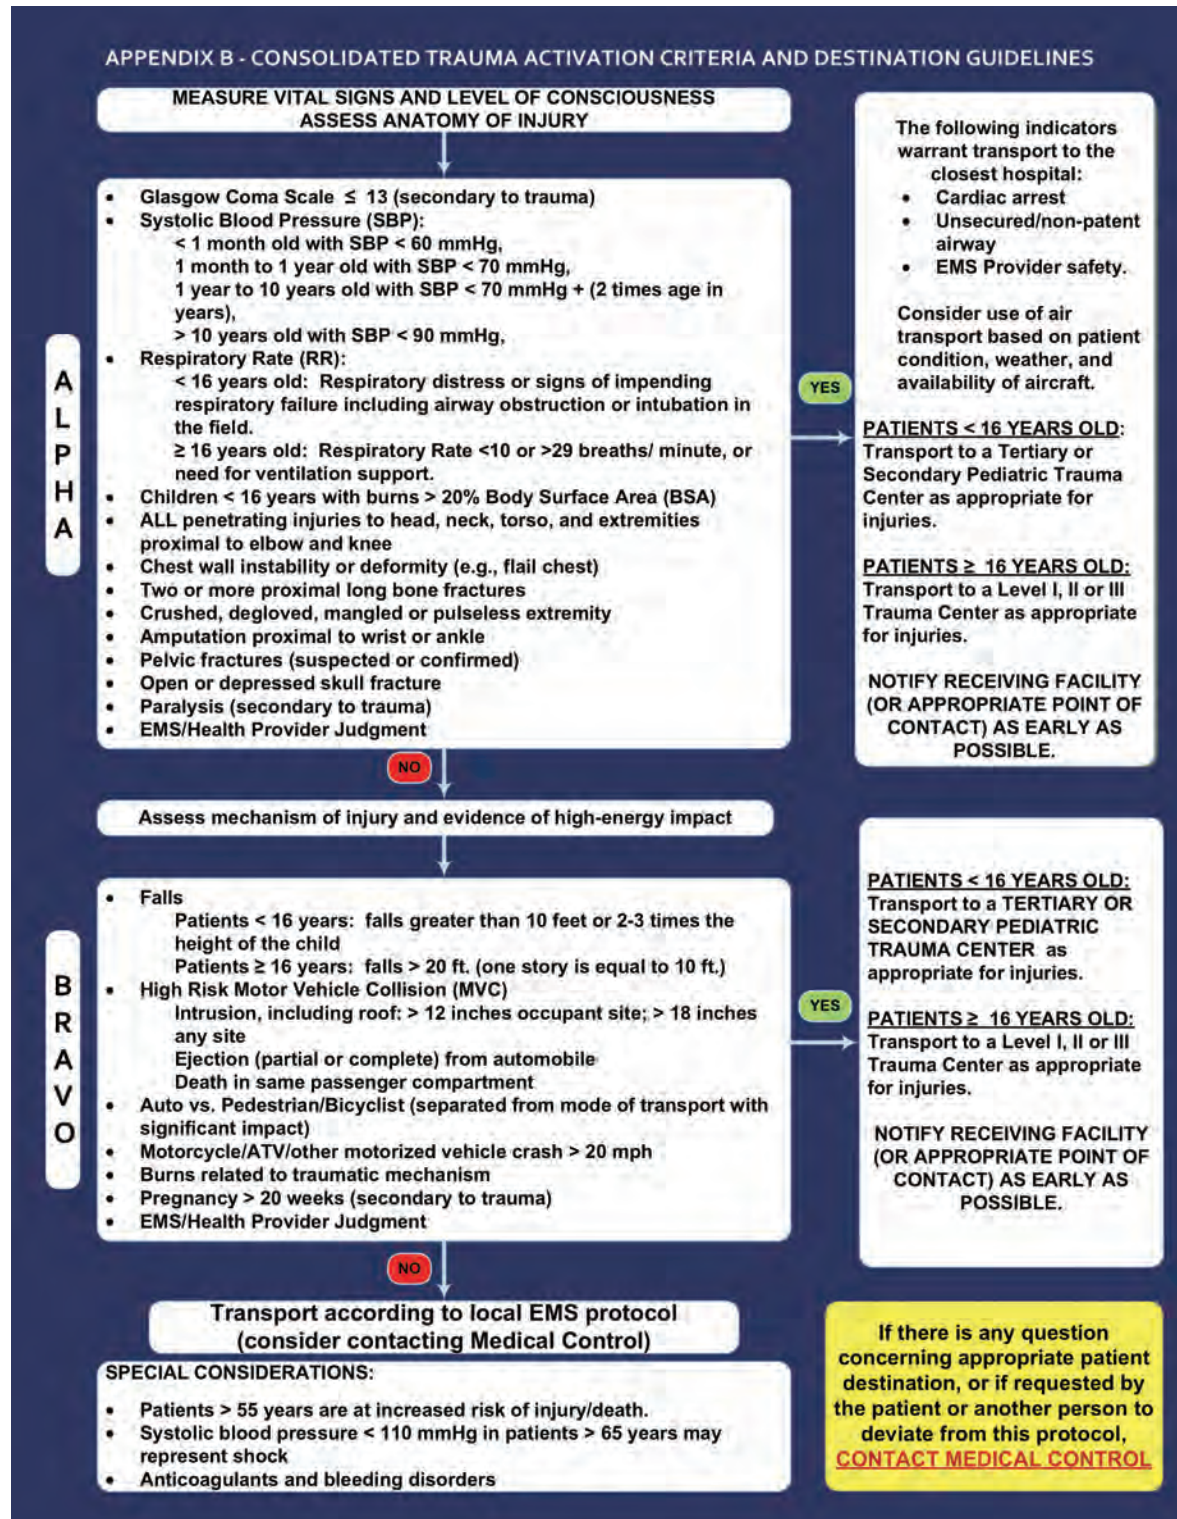 APPENDIX B - CONSOLIDATED TRAUMA ACTIVATION CRITERIA AND DESTINATION GUIDELINES
MEASURE VITAL SIGNS AND LEVEL OF CONSCIOUSNESS
ASSESS ANATOMY OF INJURY
A
L
P
H
A
• Glasgow Coma Scale ≤ 13 (secondary to trauma)
• Systolic Blood Pressure (SBP):
< 1 month old with SBP < 60 mmHg,
1 month to 1 year old with SBP < 70 mmHg,
1 year to 10 years old with SBP < 70 mmHg + (2 times age in
years),
> 10 years old with SBP < 90 mmHg,
• Respiratory Rate (RR):
< 16 years old: Respiratory distress or signs of impending
respiratory failure including airway obstruction or intubation in
the field.
≥ 16 years old: Respiratory Rate <10 or >29 breaths/ minute, or
need for ventilation support.
• Children < 16 years with burns > 20% Body Surface Area (BSA)
• ALL penetrating injuries to head, neck, torso, and extremities
proximal to elbow and knee
• Chest wall instability or deformity (e.g., flail chest)
• Two or more proximal long bone fractures
• Crushed, degloved, mangled or pulseless extremity
• Amputation proximal to wrist or ankle
• Pelvic fractures (suspected or confirmed)
• Open or depressed skull fracture
• Paralysis (secondary to trauma)
• EMS/Health Provider Judgment
YES
The following indicators
warrant transport to the
closest hospital:
• Cardiac arrest
• Unsecured/non-patent
airway
• EMS Provider safety.
Consider use of air
transport based on patient
condition, weather, and
availability of aircraft.
PATIENTS < 16 YEARS OLD:
Transport to a Tertiary or
Secondary Pediatric Trauma
Center as appropriate for
injuries.
PATIENTS ≥ 16 YEARS OLD:
Transport to a Level I, II or III
Trauma Center as appropriate
for injuries.
NOTIFY RECEIVING FACILITY
(OR APPROPRIATE POINT OF
CONTACT) AS EARLY AS
POSSIBLE.
NO
Assess mechanism of injury and evidence of high-energy impact
B
R
A
V
O
• Falls
Patients < 16 years: falls greater than 10 feet or 2-3 times the
height of the child
Patients ≥ 16 years: falls > 20 ft. (one story is equal to 10 ft.)
• High Risk Motor Vehicle Collision (MVC)
Intrusion, including roof: > 12 inches occupant site; > 18 inches
any site
Ejection (partial or complete) from automobile
Death in same passenger compartment
• Auto vs. Pedestrian/Bicyclist (separated from mode of transport with
significant impact)
• Motorcycle/ATV/other motorized vehicle crash > 20 mph
• Burns related to traumatic mechanism
• Pregnancy > 20 weeks (secondary to trauma)
• EMS/Health Provider Judgment
YES
PATIENTS < 16 YEARS OLD:
Transport to a TERTIARY OR
SECONDARY PEDIATRIC
TRAUMA CENTER as
appropriate for injuries.
PATIENTS ≥ 16 YEARS OLD:
Transport to a Level I, II or III
Trauma Center as appropriate
for injuries.
NOTIFY RECEIVING FACILITY
(OR APPROPRIATE POINT OF
CONTACT) AS EARLY AS
POSSIBLE.
NO
Transport according to local EMS protocol
(consider contacting Medical Control)
SPECIAL CONSIDERATIONS:
• Patients > 55 years are at increased risk of injury/death.
• Systolic blood pressure < 110 mmHg in patients > 65 years may
represent shock
• Anticoagulants and bleeding disorders
If there is any question
concerning appropriate patient
destination, or if requested by
the patient or another person to
deviate from this protocol,
CONTACT MEDICAL CONTROL